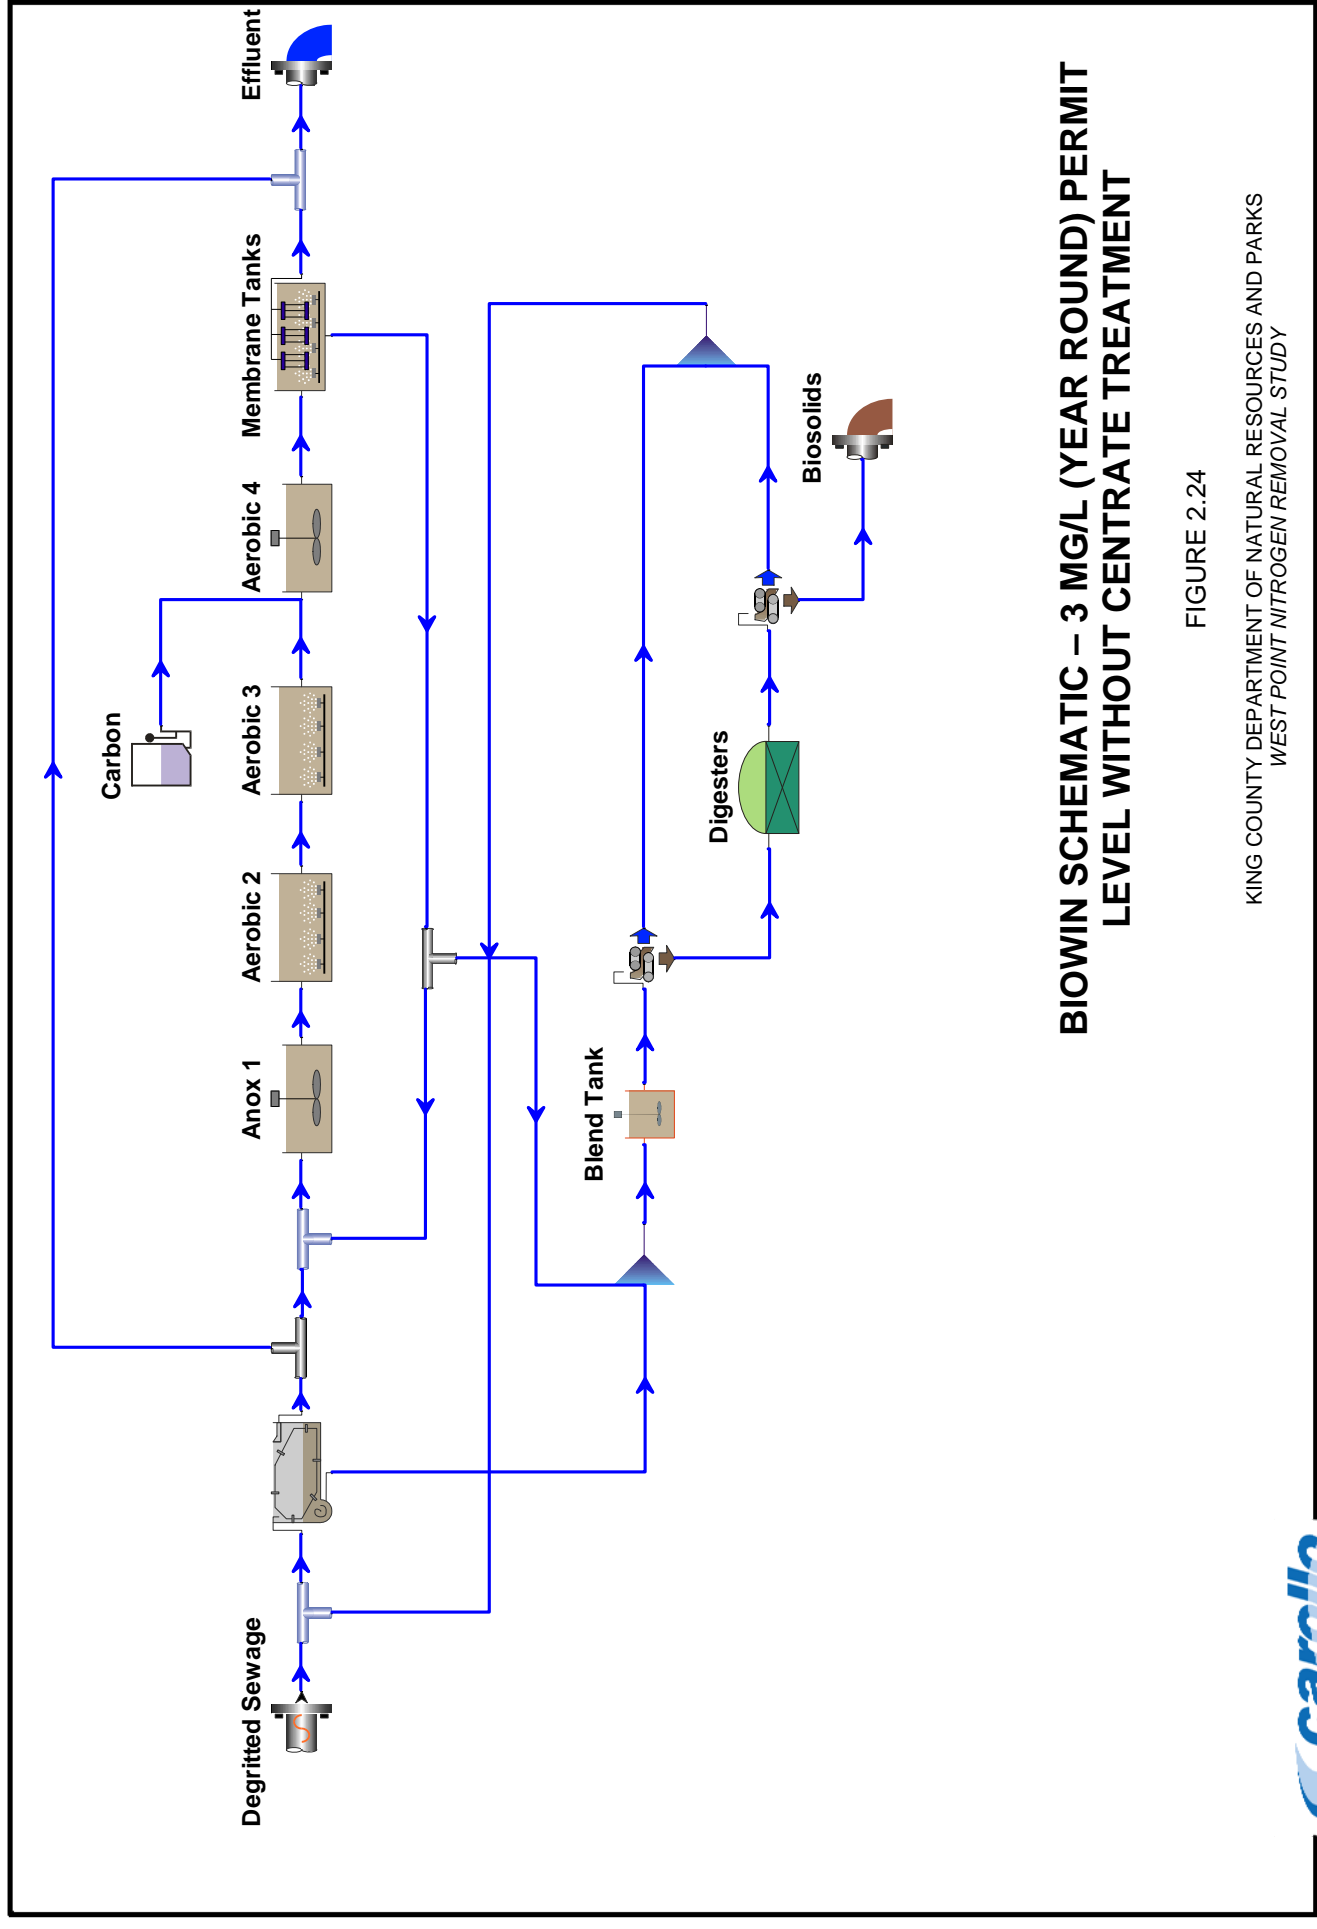 Degritted Sewage
Anox 1
Aerobic 2
Aerobic 3
Carbon
Aerobic 4
Membrane Tanks
Effluent
Blend Tank
Digesters
Biosolids
BIOWIN SCHEMATIC – 3 MG/L (YEAR ROUND) PERMIT
LEVEL WITHOUT CENTRATE TREATMENT
FIGURE 2.24
KING COUNTY DEPARTMENT OF NATURAL RESOURCES AND PARKS
WEST POINT NITROGEN REMOVAL STUDY